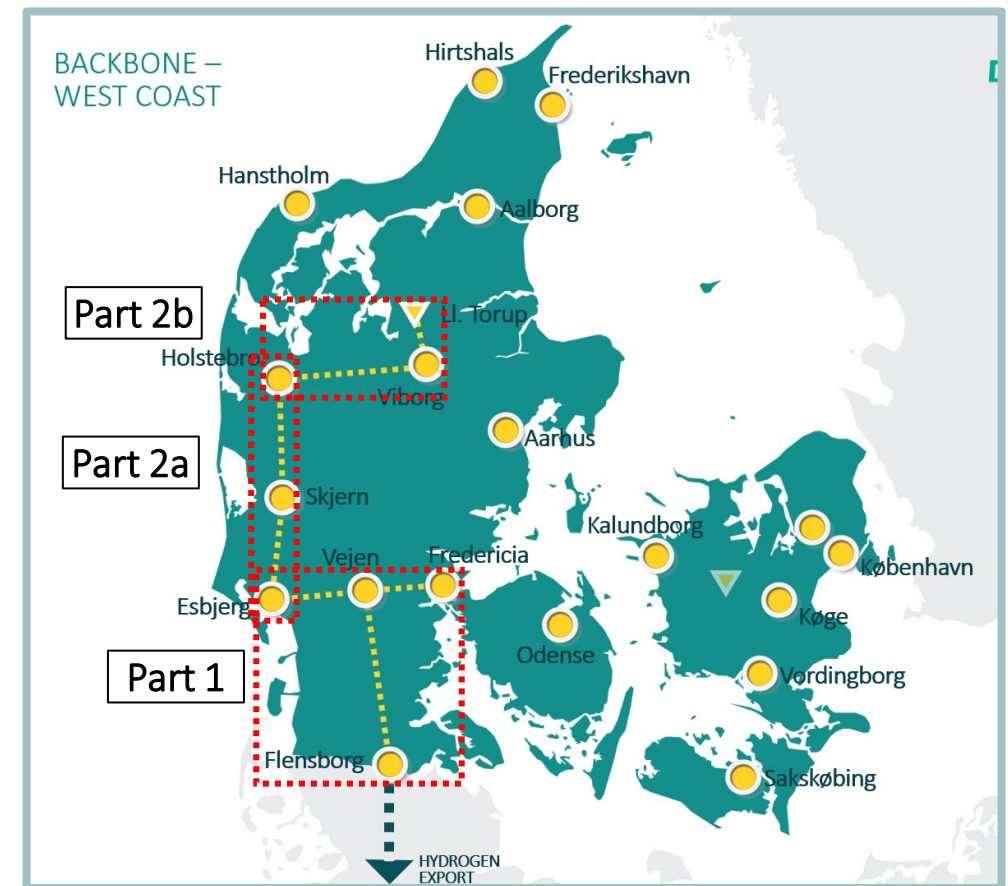 BACKBONE –
WEST COAST
Hirtshals
Frederikshavn
Hanstholm
Aalborg
Part 2b
Ll. Torup
Holstebro
Viborg
Aarhus
Part 2a
Skjern
Kalundborg
Vejen
Fredericia
København
Esbjerg
Køge
Odense
Part 1
Vordingborg
Flensborg
Sakskøbing
HYDROGEN
EXPORT